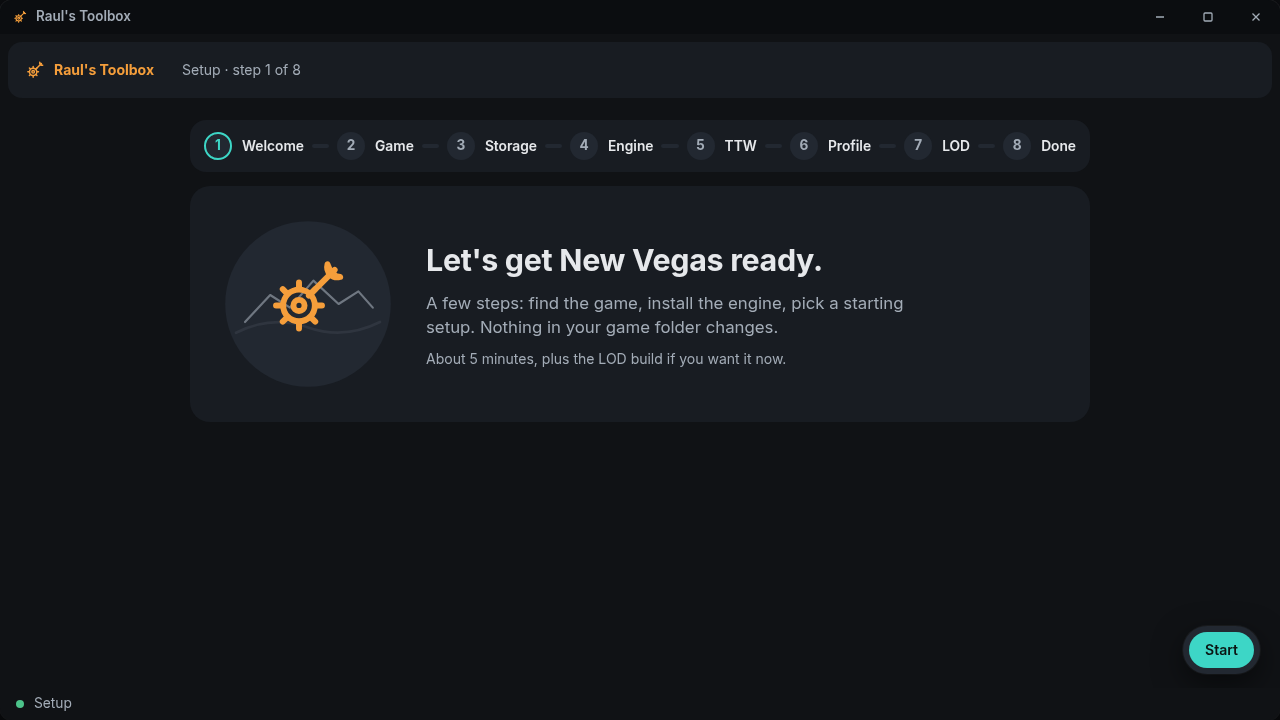 Raul's Toolbox
Raul's Toolbox
Setup · step 1 of 8
1 Welcome 2 Game 3 Storage 4 Engine 5 TTW 6 Profile 7 LOD 8 Done
Let's get New Vegas ready.
A few steps: find the game, install the engine, pick a starting
setup. Nothing in your game folder changes.
About 5 minutes, plus the LOD build if you want it now.
Start
Setup